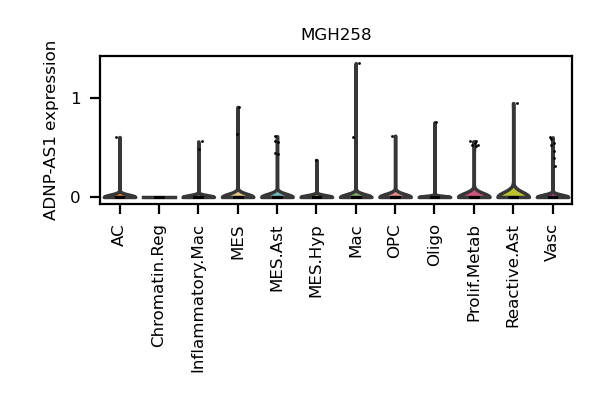 MGH258
ADNP-AS1 expression
1
0
AC
Chromatin.Reg
Inflammatory.Mac
MES
MES.Ast
MES.Hyp
Mac
OPC
Oligo
Prolif.Metab
Reactive.Ast
Vasc